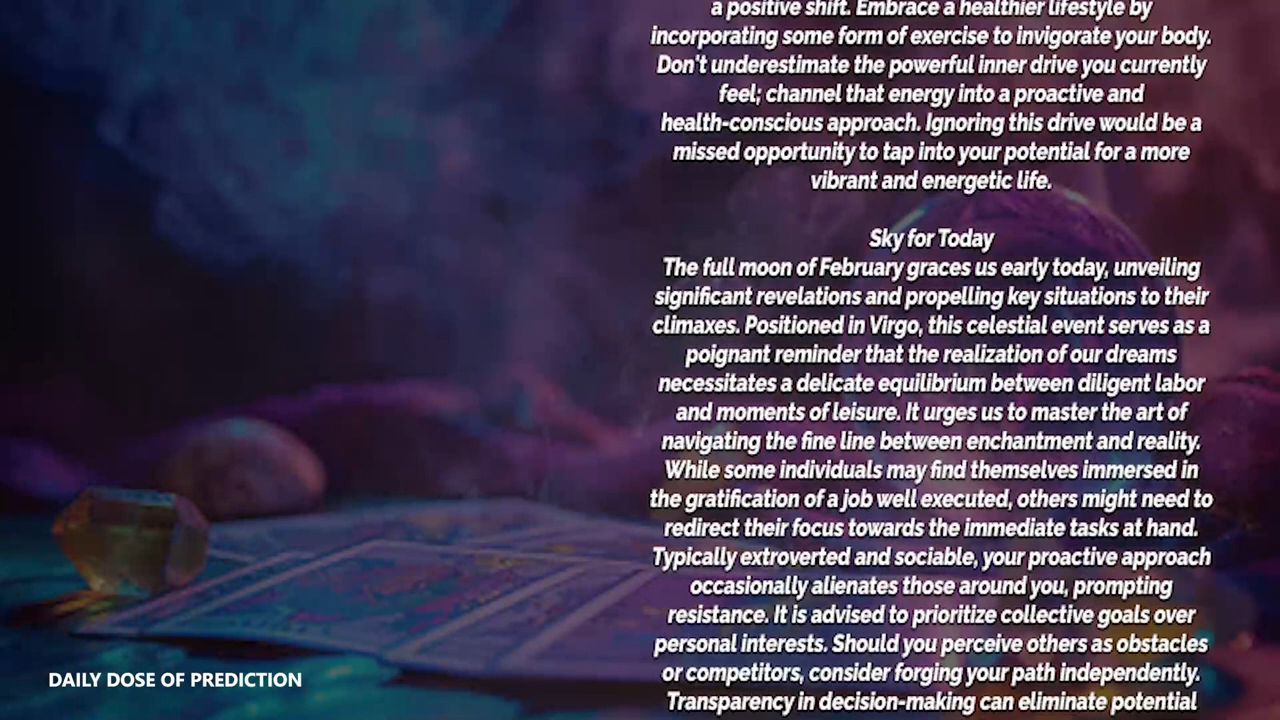 a positive shift. Embrace a healthier lifestyle by
incorporating some form of exercise to invigorate your body.
Don't underestimate the powerful inner drive you currently
feel; channel that energy into a proactive and
health-conscious approach. Ignoring this drive would be a
missed opportunity to tap into your potential for a more
vibrant and energetic life.
Sky for Today
The full moon of February graces us early today, unveiling
significant revelations and propelling key situations to their
climaxes. Positioned in Virgo, this celestial event serves as a
poignant reminder that the realization of our dreams
necessitates a delicate equilibrium between diligent labor
and moments of leisure. It urges us to master the art of
navigating the fine line between enchantment and reality.
While some individuals may find themselves immersed in
the gratification of a job well executed, others might need to
redirect their focus towards the immediate tasks at hand.
Typically extroverted and sociable, your proactive approach
occasionally alienates those around you, prompting
resistance. It is advised to prioritize collective goals over
personal interests. Should you perceive others as obstacles
or competitors, consider forging your path independently.
Transparency in decision-making can eliminate potential
DAILY DOSE OF PREDICTION